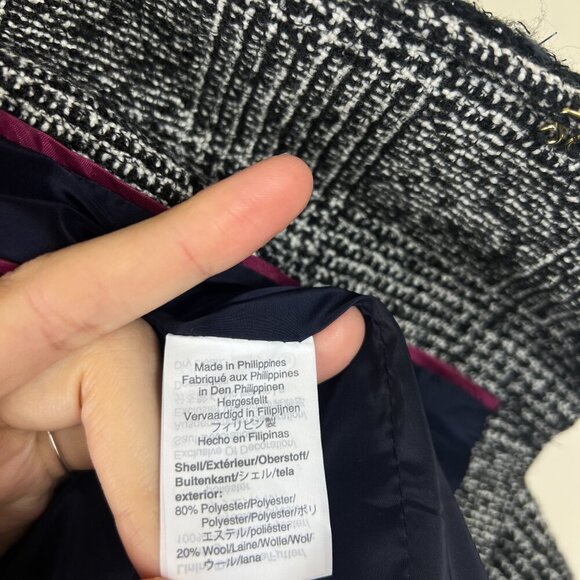 Made in Philippines
Fabriqué aux Philippines
in Den Philippinen
Hergestellt
Vervaardigd in Filipijnen
フィリピン製
Hecho en Filipinas
Shell/Extérieur/Oberstoff/
Buitenkant/シェル/tela
exterior:
80% Polyester/Polyester/
Polyester/Polyester/ポリ
エステル/poliéster
20% Wool/Laine/Wolle/Wol/
ウール/lana